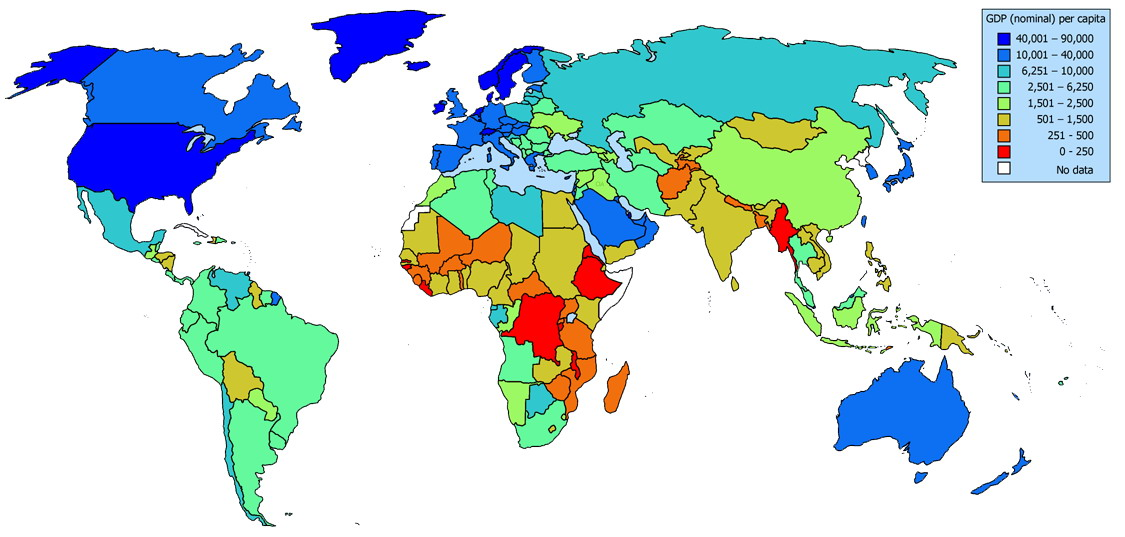 GDP (nominal) per capita
40,001 – 90,000
10,001 – 40,000
6,251 – 10,000
2,501 – 6,250
1,501 – 2,500
501 – 1,500
251 - 500
0 - 250
No data